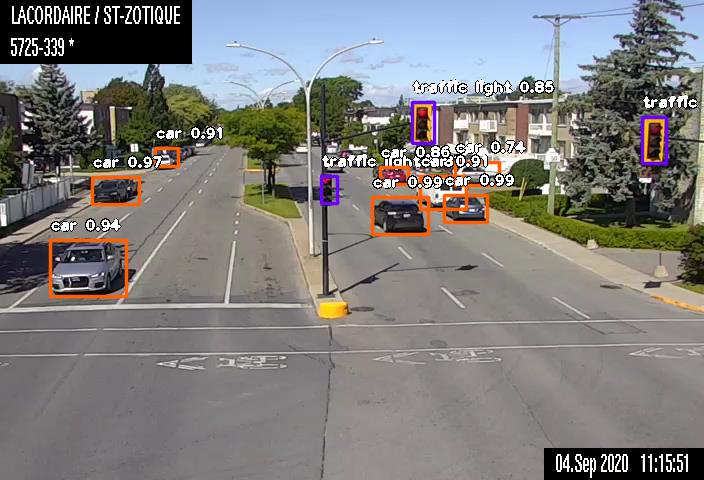 LACORDAIRE / ST-ZOTIQUE
5725-339 *
traffic light 0.85
traffic
car 0.91
car 0.74
car 0.86
car 0.97
traffic light
0.91
car 0.99
car 0.99
car 0.94
04.Sep 2020 11:15:51